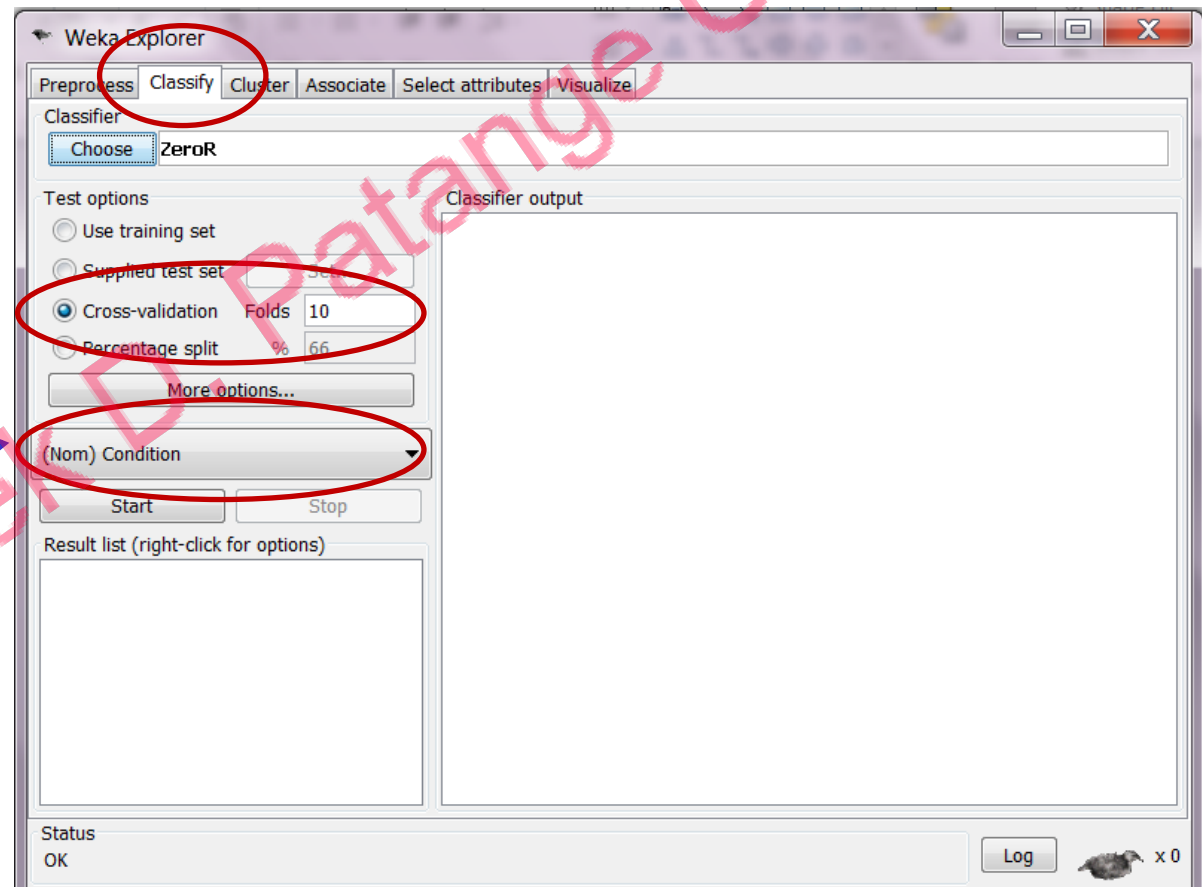 Weka Explorer
Preprocess Classify Cluster Associate Select attributes Visualize
Classifier
Choose ZeroR
Test options
Use training set
Supplied test set
Cross-validation Folds 10
Percentage split % 66
More options...
(Nom) Condition
Start Stop
Result list (right-click for options)
Classifier output
Status
OK
Log x 0
D. Patange